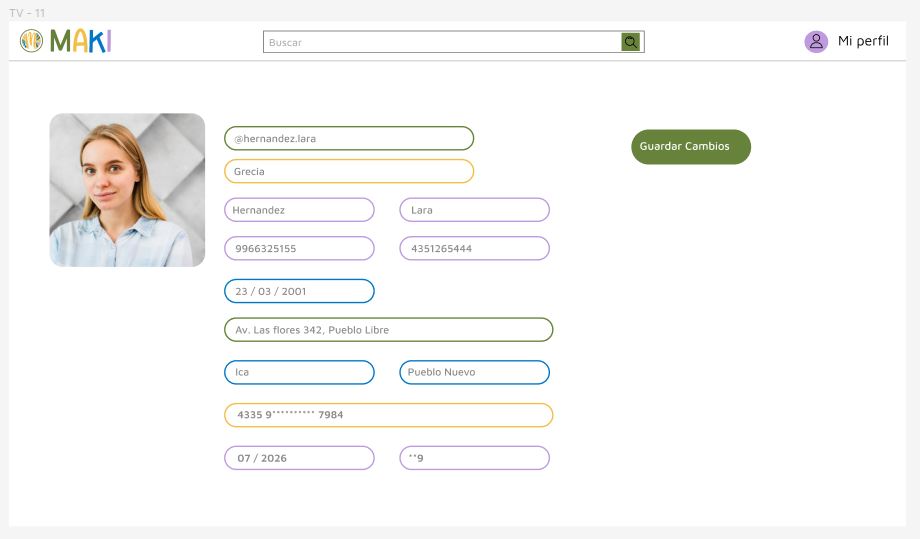 TV - 11
MAKI
Buscar
Mi perfil
@hernandez.lara
Guardar Cambios
Grecia
Hernandez
Lara
9966325155
4351265444
23 / 03 / 2001
Av. Las flores 342, Pueblo Libre
Ica
Pueblo Nuevo
4335 9********** 7984
07 / 2026
**9